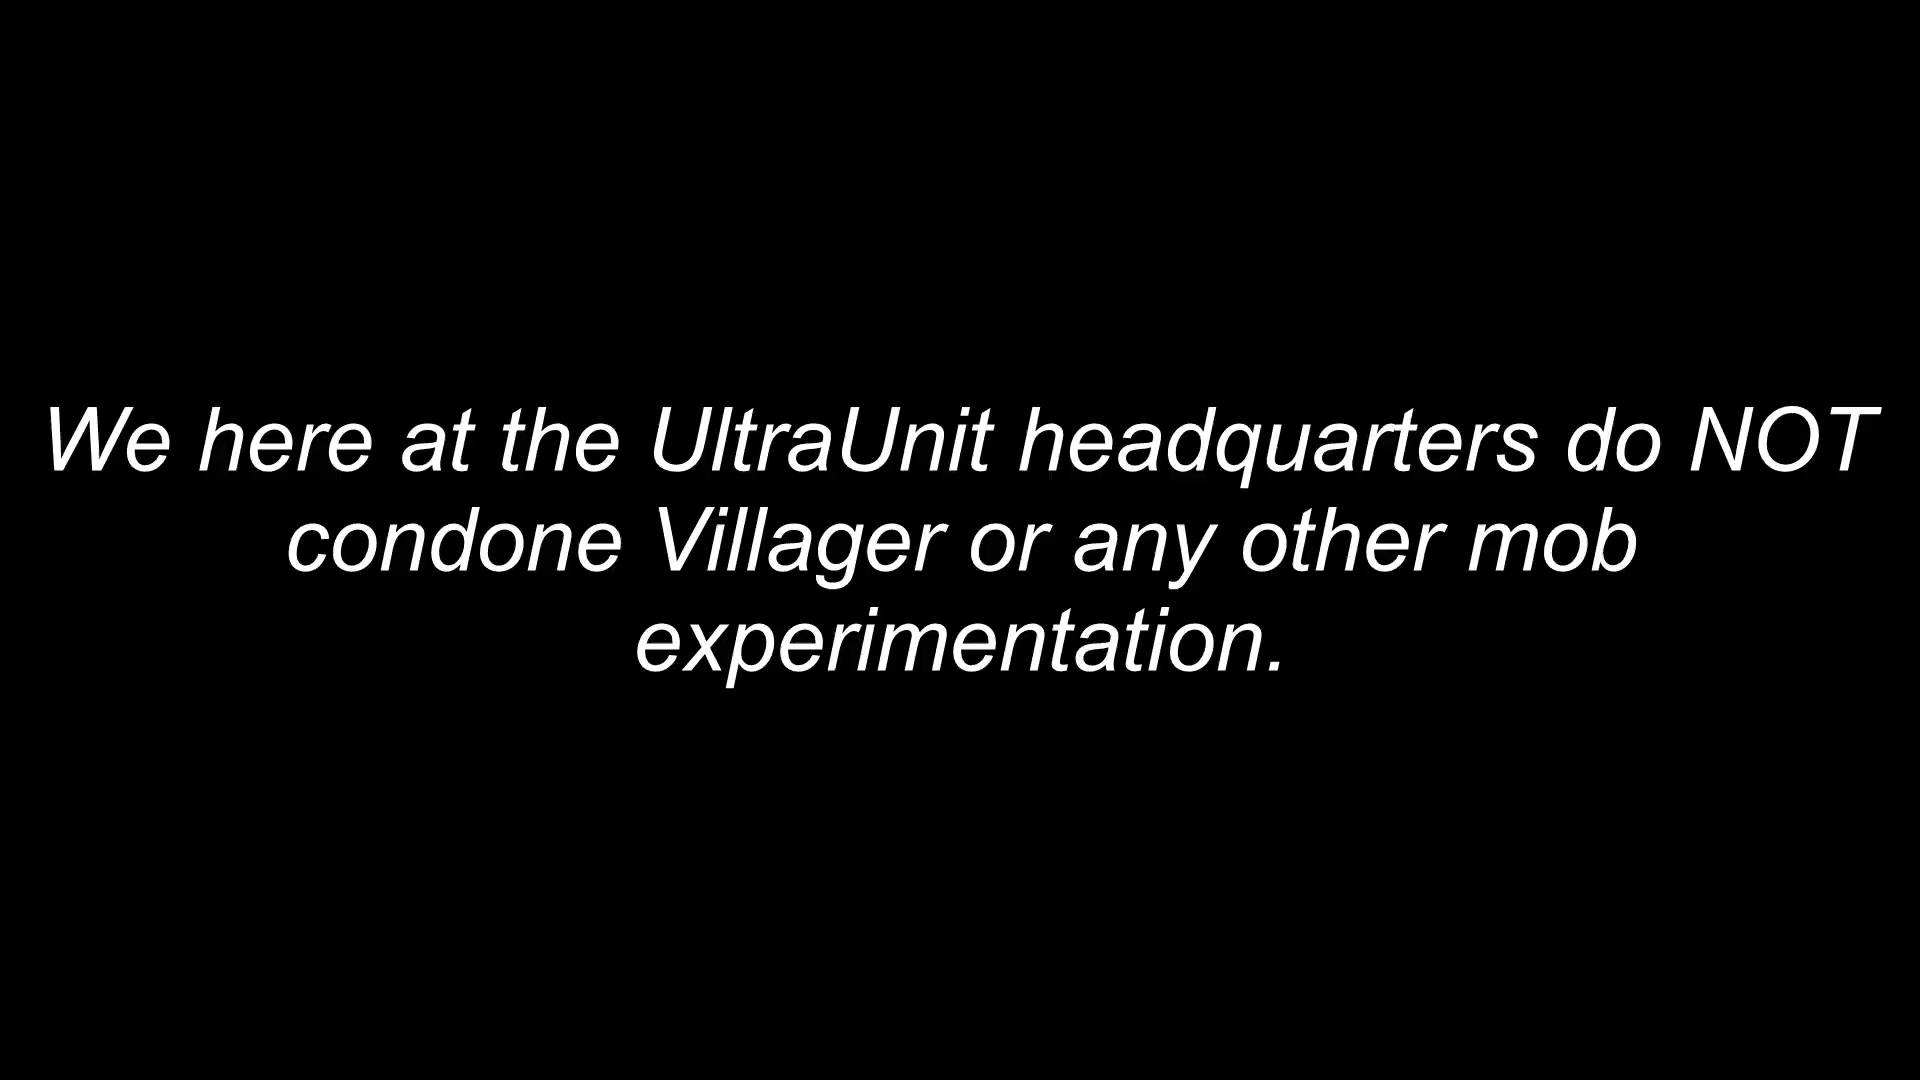 We here at the UltraUnit headquarters do NOT
condone Villager or any other mob
experimentation.